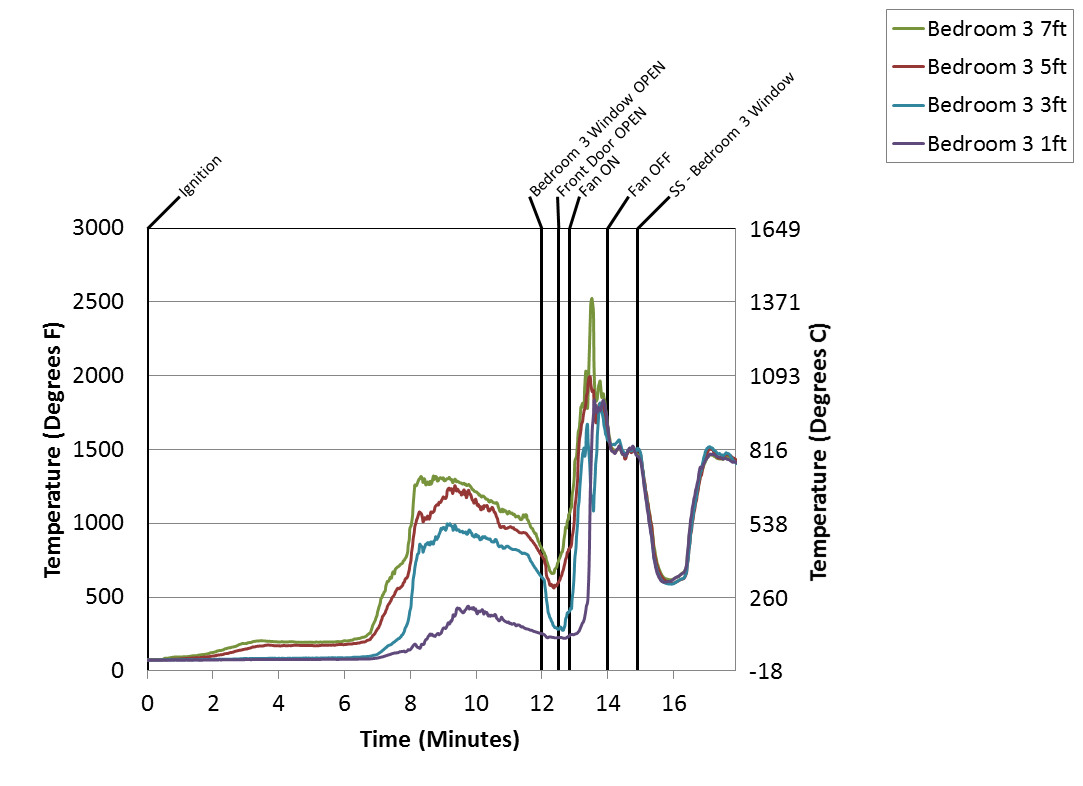 Bedroom 3 7ft
Bedroom 3 5ft
Bedroom 3 3ft
Bedroom 3 1ft
Ignition
Bedroom 3 Window OPEN
Front Door OPEN
Fan ON
Fan OFF
SS - Bedroom 3 Window
3000
2500
2000
1500
1000
500
0
Temperature (Degrees F)
1649
1371
1093
816
538
260
-18
Temperature (Degrees C)
0 2 4 6 8 10 12 14 16
Time (Minutes)